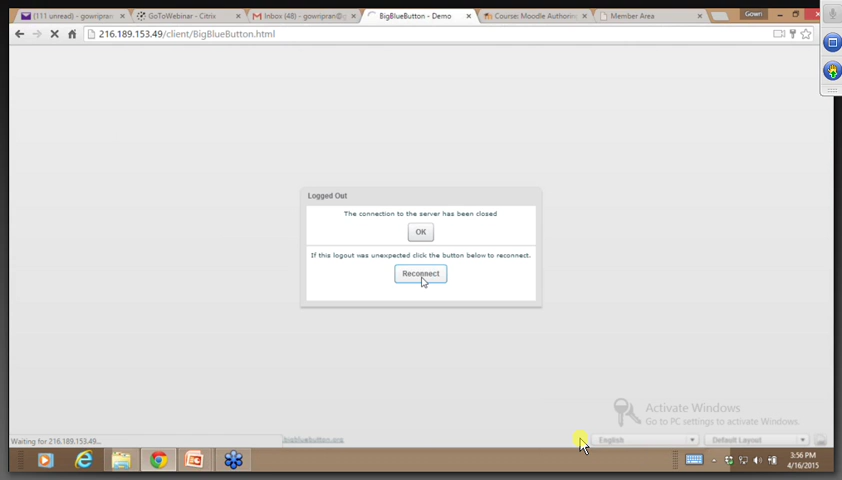 (111 unread) - gowripran
GoToWebinar - Citrix
Inbox (48) - gowripran@g
BigBlueButton - Demo
Course: Moodle Authoring
Member Area
Gowri
216.189.153.49/client/BigBlueButton.html
Logged Out
The connection to the server has been closed
OK
If this logout was unexpected click the button below to reconnect.
Reconnect
Activate Windows
Go to PC settings to activate Windows.
Waiting for 216.189.153.49...
bigbluebutton.org
English
Default Layout
3:56 PM
4/16/2015